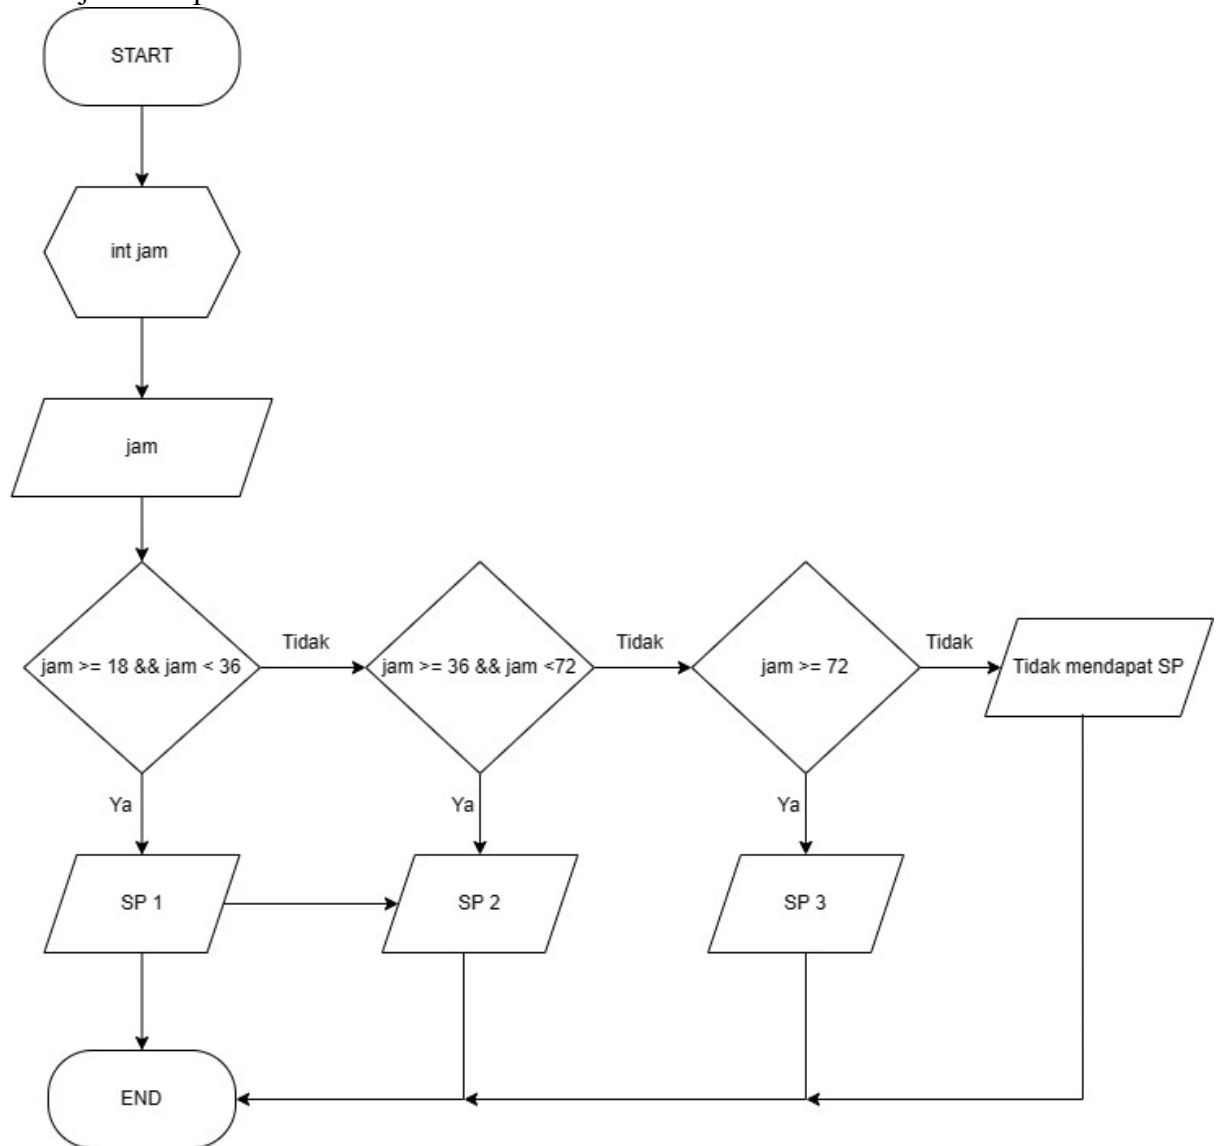 START
int jam
jam
jam >= 18 && jam < 36
Tidak
jam >= 36 && jam <72
Tidak
jam >= 72
Tidak
Tidak mendapat SP
Ya
Ya
Ya
SP 1
SP 2
SP 3
END